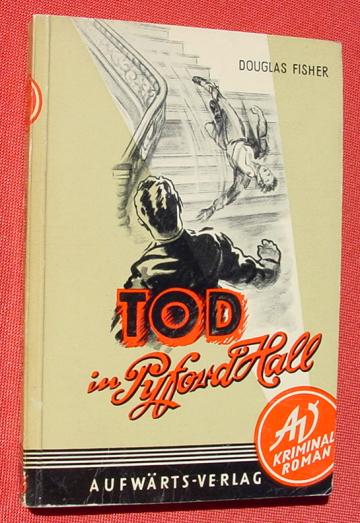 DOUGLAS FISHER
TOD
in Pyford Hall
AV
KRIMINAL
ROMAN
AUFWÄRTS-VERLAG